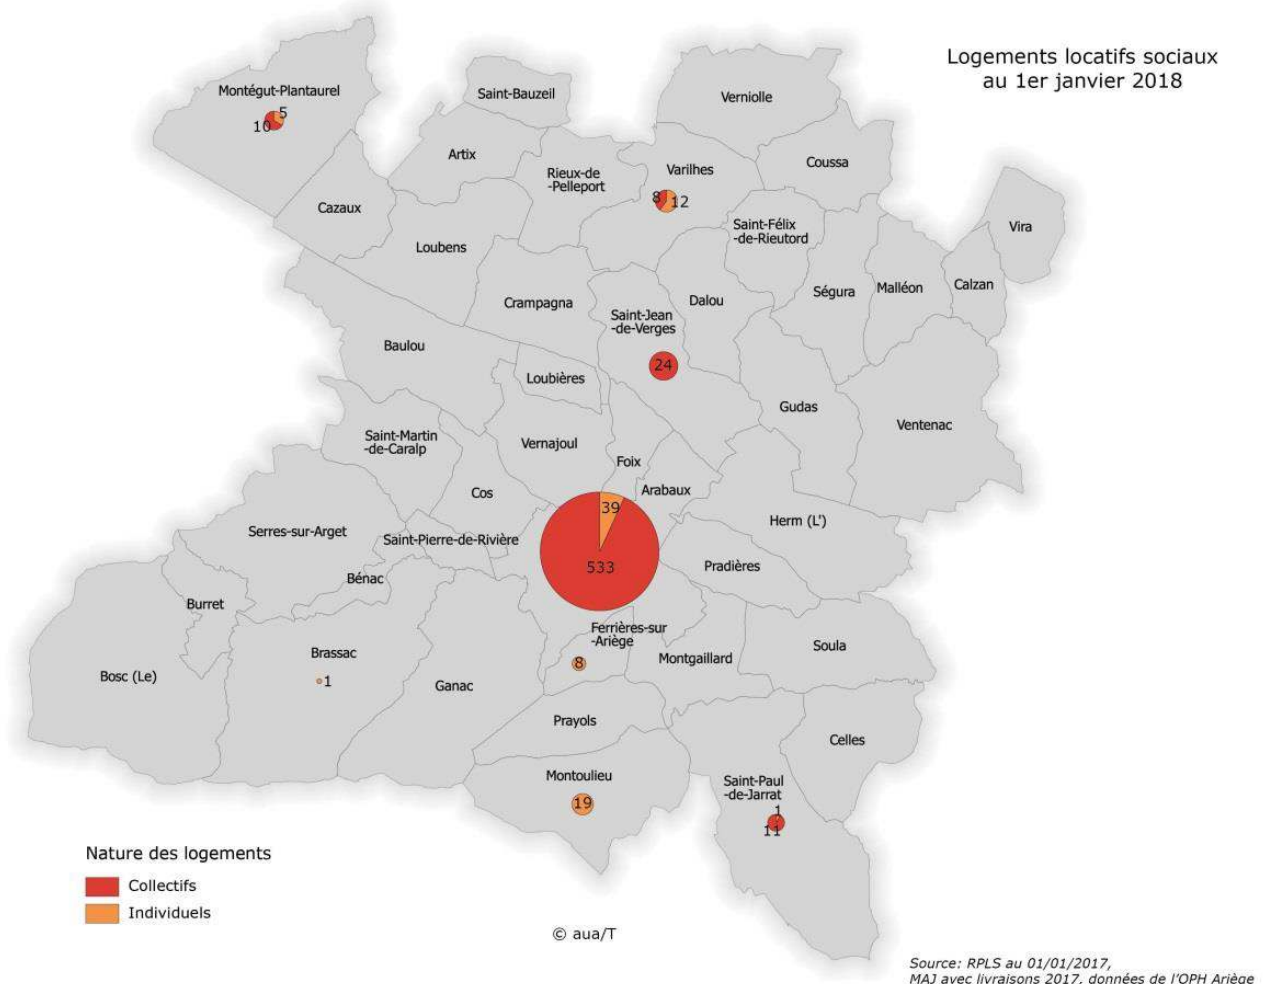 Logements locatifs sociaux
au 1er janvier 2018
Montégut-Plantaurel
5
10
Saint-Bauzeil
Verniolle
Artix
Rieux-de
-Pelleport
Varilhes
8
12
Coussa
Cazaux
Loubens
Saint-Félix
-de-Rieutord
Vira
Crampagna
Saint-Jean
-de-Verges
24
Dalou
Ségura
Malléon
Calzan
Baulou
Loubières
Gudas
Ventenac
Saint-Martin
-de-Caralp
Vernajoul
Foix
Arabaux
Cos
39
533
Herm (L')
Serres-sur-Arget
Saint-Pierre-de-Rivière
Pradières
Bénac
Burret
Ferrières-sur
-Ariège
8
Bosc (Le)
Brassac
1
Ganac
Montgaillard
Soula
Prayols
Celles
Montoulieu
19
Saint-Paul
-de-Jarrat
1
11
Nature des logements
Collectifs
Individuels
© aua/T
Source: RPLS au 01/01/2017,
MAJ avec livraisons 2017, données de l'OPH Ariège